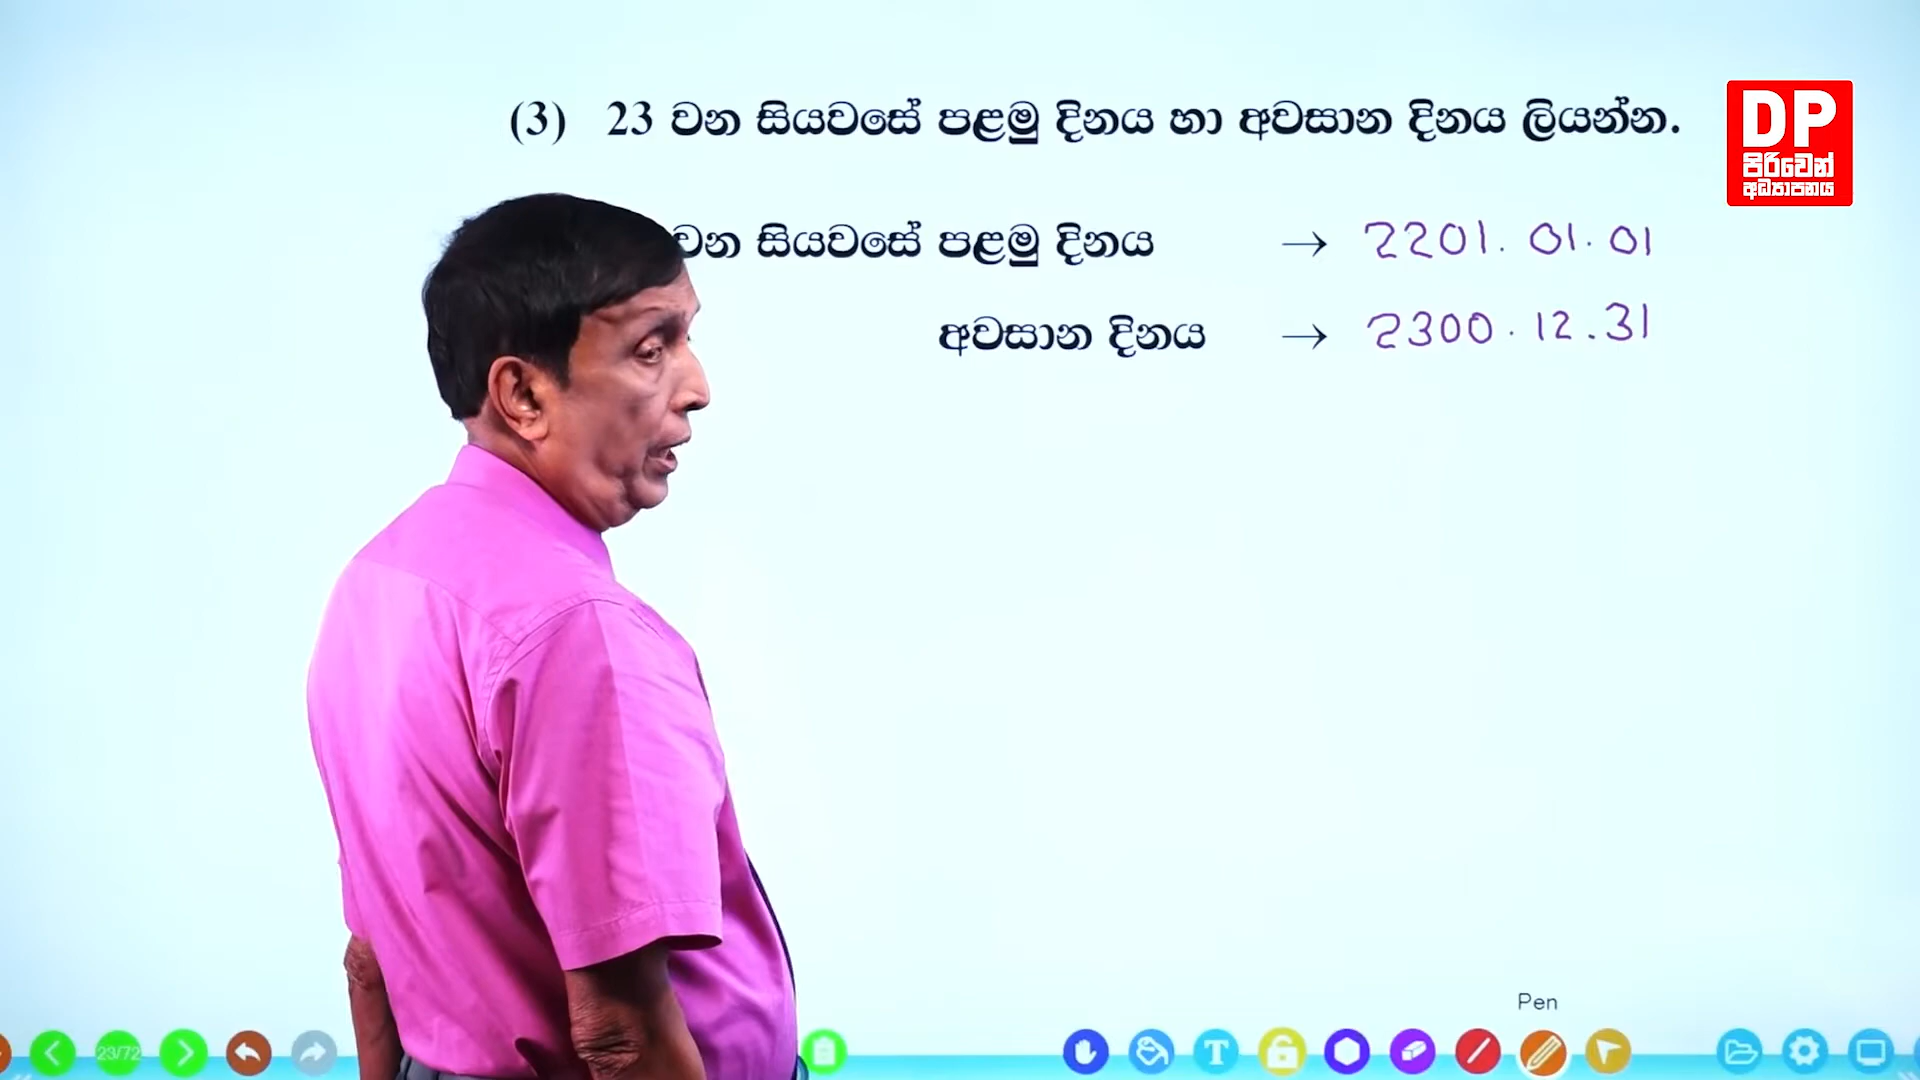 (3) 23 වන සියවසේ පළමු දිනය හා අවසාන දිනය ලියන්න.
වන සියවසේ පළමු දිනය → 2201. 01. 01
අවසාන දිනය → 2300. 12. 31
DP
පිරිවෙන්
අධ්‍යාපනය
Pen
23/72
T